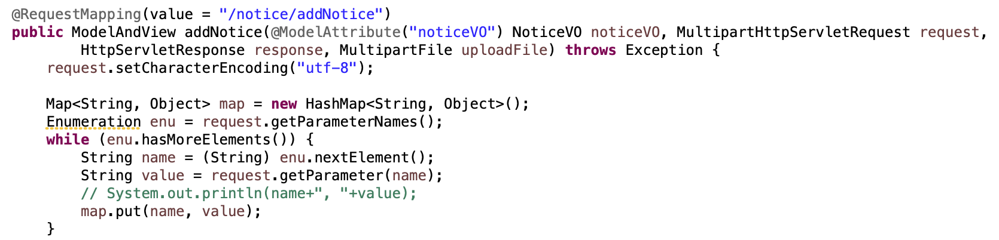 @RequestMapping(value = "/notice/addNotice")
public ModelAndView addNotice(@ModelAttribute("noticeVO") NoticeVO noticeVO, MultipartHttpServletRequest request,
HttpServletResponse response, MultipartFile uploadFile) throws Exception {
request.setCharacterEncoding("utf-8");
Map<String, Object> map = new HashMap<String, Object>();
Enumeration enu = request.getParameterNames();
while (enu.hasMoreElements()) {
String name = (String) enu.nextElement();
String value = request.getParameter(name);
// System.out.println(name+", "+value);
map.put(name, value);
}